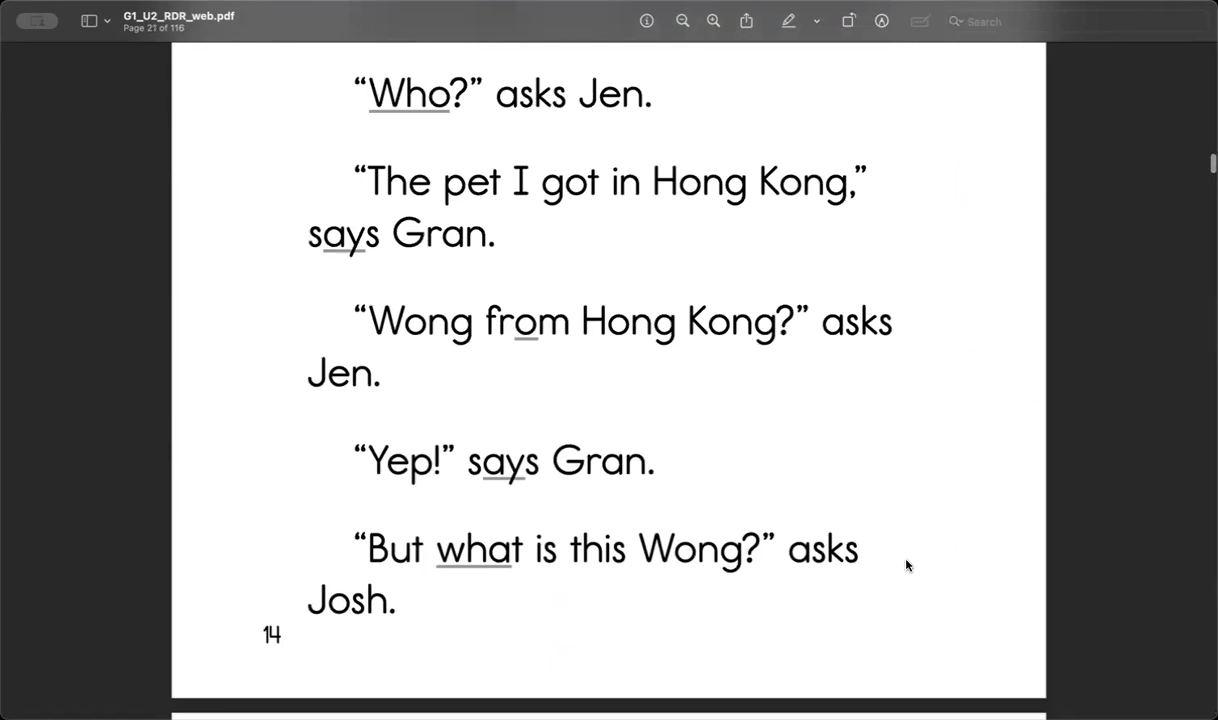 G1_U2_RDR_web.pdf
Page 21 of 116
Search
“Who?” asks Jen.
“The pet I got in Hong Kong,”
says Gran.
“Wong from Hong Kong?” asks
Jen.
“Yep!” says Gran.
“But what is this Wong?” asks
Josh.
14